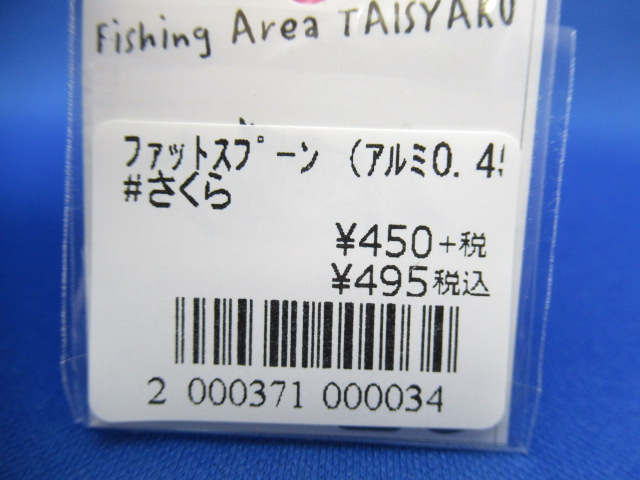 Fishing Area TAISYAKU
ファットスプーン (アルミ0.4
#さくら
¥450+税
¥495税込
2 000371 000034